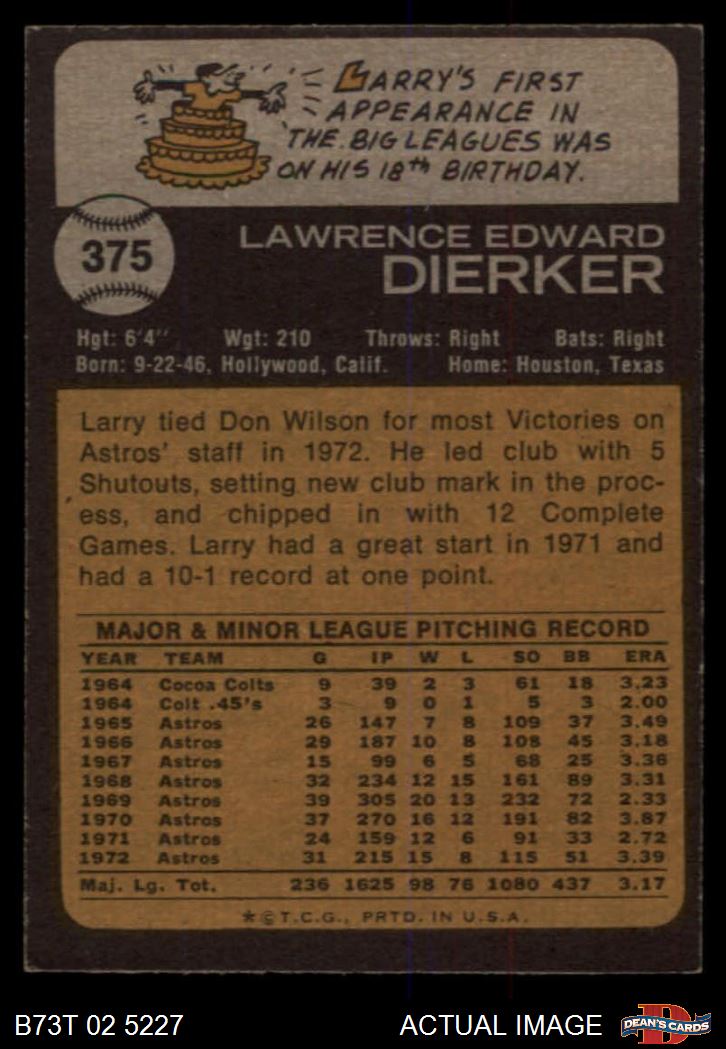 LARRY'S FIRST
APPEARANCE IN
THE BIG LEAGUES WAS
ON HIS 18th BIRTHDAY.
375
LAWRENCE EDWARD
DIERKER
Hgt: 6'4" Wgt: 210 Throws: Right Bats: Right
Born: 9-22-46, Hollywood, Calif. Home: Houston, Texas
Larry tied Don Wilson for most Victories on
Astros' staff in 1972. He led club with 5
Shutouts, setting new club mark in the proc-
ess, and chipped in with 12 Complete
Games. Larry had a great start in 1971 and
had a 10-1 record at one point.
MAJOR & MINOR LEAGUE PITCHING RECORD
YEAR TEAM G IP W L SO BB ERA
1964 Cocoa Colts 9 39 2 3 61 18 3.23
1964 Colt .45's 3 9 0 1 5 3 2.00
1965 Astros 26 147 7 8 109 37 3.49
1966 Astros 29 187 10 8 108 45 3.18
1967 Astros 15 99 6 5 68 25 3.36
1968 Astros 32 234 12 15 161 89 3.31
1969 Astros 39 305 20 13 232 72 2.33
1970 Astros 37 270 16 12 191 82 3.87
1971 Astros 24 159 12 6 91 33 2.72
1972 Astros 31 215 15 8 115 51 3.39
Maj. Lg. Tot. 236 1625 98 76 1080 437 3.17
*©T.C.G., PRTD. IN U.S.A.
B73T 02 5227 ACTUAL IMAGE
D
DEAN'S CARDS